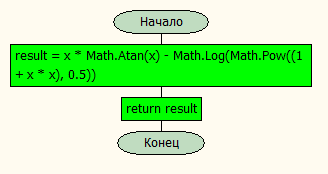 Начало
result = x * Math.Atan(x) - Math.Log(Math.Pow((1
+ x * x), 0.5))
return result
Конец